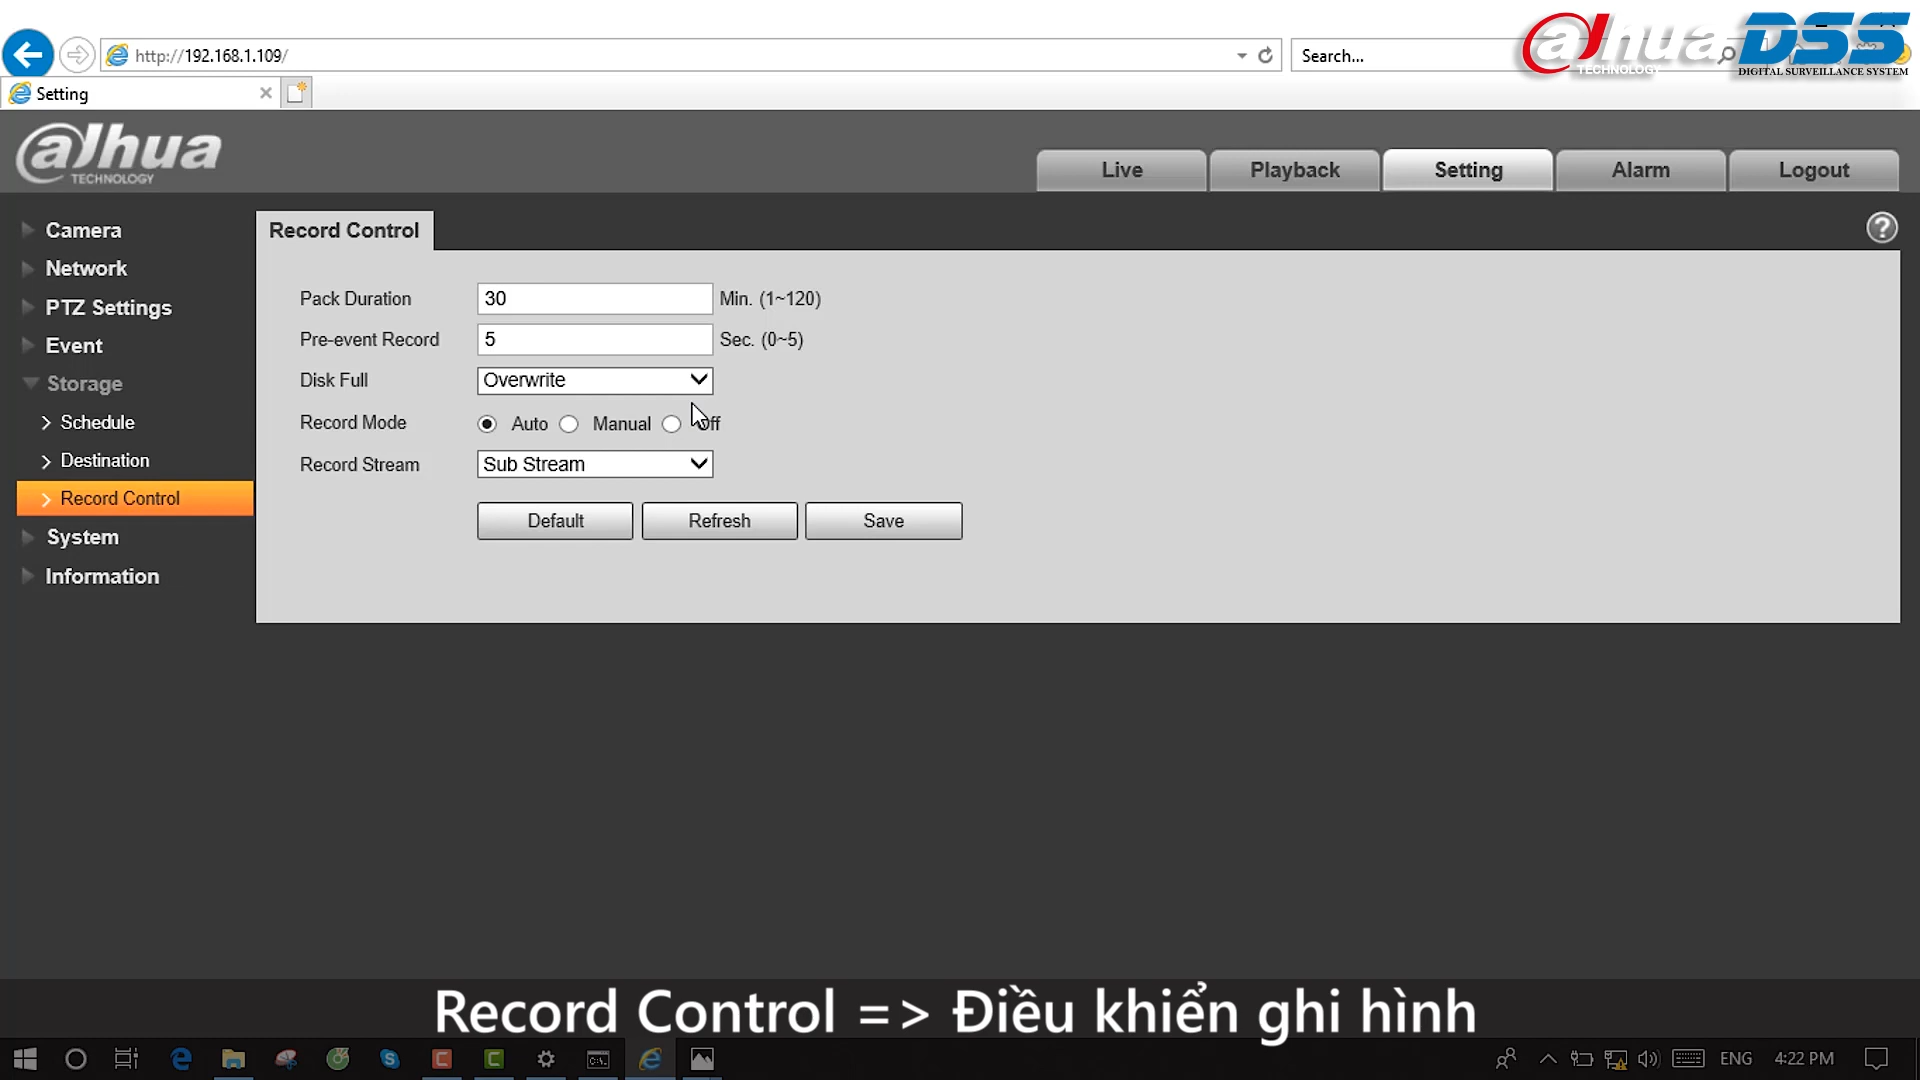 http://192.168.1.109/
Search...
alhua DSS
TECHNOLOGY
DIGITAL SURVEILLANCE SYSTEM
Setting
alhua
TECHNOLOGY
Live Playback Setting Alarm Logout
Camera
Network
PTZ Settings
Event
Storage
Schedule
Destination
Record Control
System
Information
Record Control
Pack Duration 30 Min. (1~120)
Pre-event Record 5 Sec. (0~5)
Disk Full Overwrite
Record Mode Auto Manual Off
Record Stream Sub Stream
Default Refresh Save
Record Control => Điều khiển ghi hình
ENG 4:22 PM